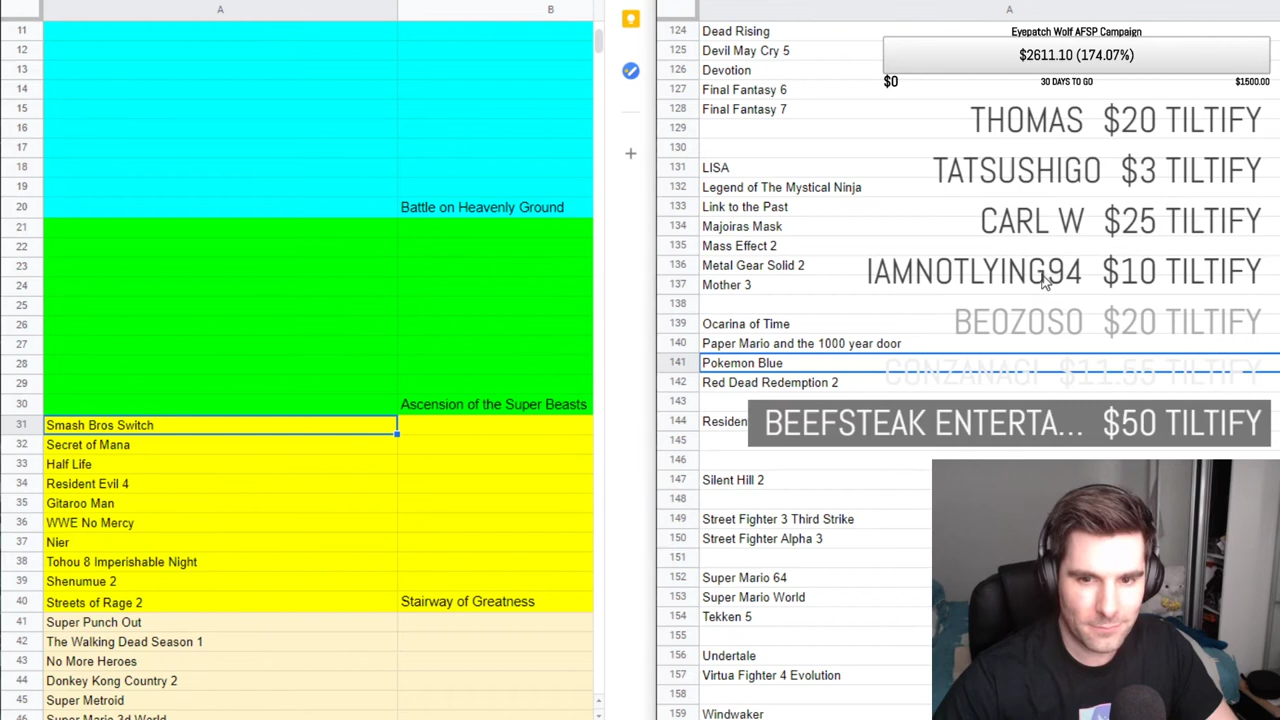 A
B
11
12
13
14
15
16
17
18
19
20 Battle on Heavenly Ground
21
22
23
24
25
26
27
28
29
30 Ascension of the Super Beasts
31 Smash Bros Switch
32 Secret of Mana
33 Half Life
34 Resident Evil 4
35 Gitaroo Man
36 WWE No Mercy
37 Nier
38 Tohou 8 Imperishable Night
39 Shenumue 2
40 Streets of Rage 2 Stairway of Greatness
41 Super Punch Out
42 The Walking Dead Season 1
43 No More Heroes
44 Donkey Kong Country 2
45 Super Metroid
46 Super Mario 3d World
A
124 Dead Rising
125 Devil May Cry 5
126 Devotion
127 Final Fantasy 6
128 Final Fantasy 7
129
130
131 LISA
132 Legend of The Mystical Ninja
133 Link to the Past
134 Majoiras Mask
135 Mass Effect 2
136 Metal Gear Solid 2
137 Mother 3
138
139 Ocarina of Time
140 Paper Mario and the 1000 year door
141 Pokemon Blue
142 Red Dead Redemption 2
143
144
145
146
147 Silent Hill 2
148
149 Street Fighter 3 Third Strike
150 Street Fighter Alpha 3
151
152 Super Mario 64
153 Super Mario World
154 Tekken 5
155
156 Undertale
157 Virtua Fighter 4 Evolution
158
159 Windwaker
Eyepatch Wolf AFSP Campaign
$2611.10 (174.07%)
$0 30 DAYS TO GO $1500.00
THOMAS $20 TILTIFY
TATSUSHIGO $3 TILTIFY
CARL W $25 TILTIFY
IAMNOTLYING94 $10 TILTIFY
BEOZOSO $20 TILTIFY
CONZANAGI $11.55 TILTIFY
BEEFSTEAK ENTERTA... $50 TILTIFY